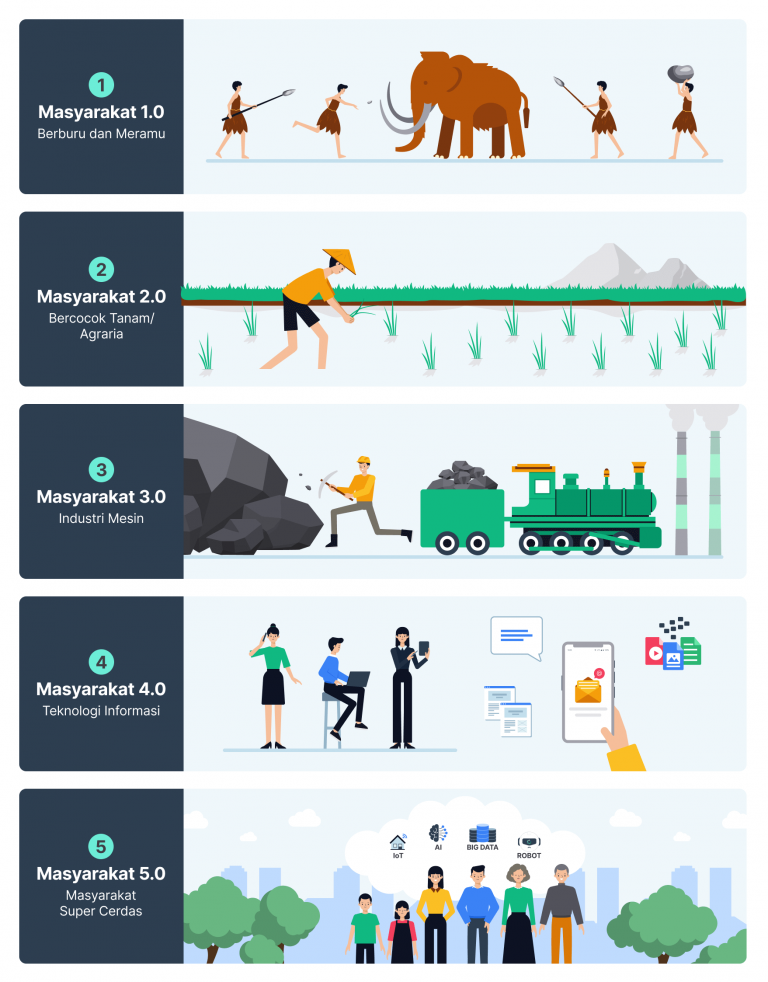 1
Masyarakat 1.0
Berburu dan Meramu
2
Masyarakat 2.0
Bercocok Tanam/
Agraria
3
Masyarakat 3.0
Industri Mesin
4
Masyarakat 4.0
Teknologi Informasi
5
Masyarakat 5.0
Masyarakat
Super Cerdas
IoT
AI
BIG DATA
ROBOT